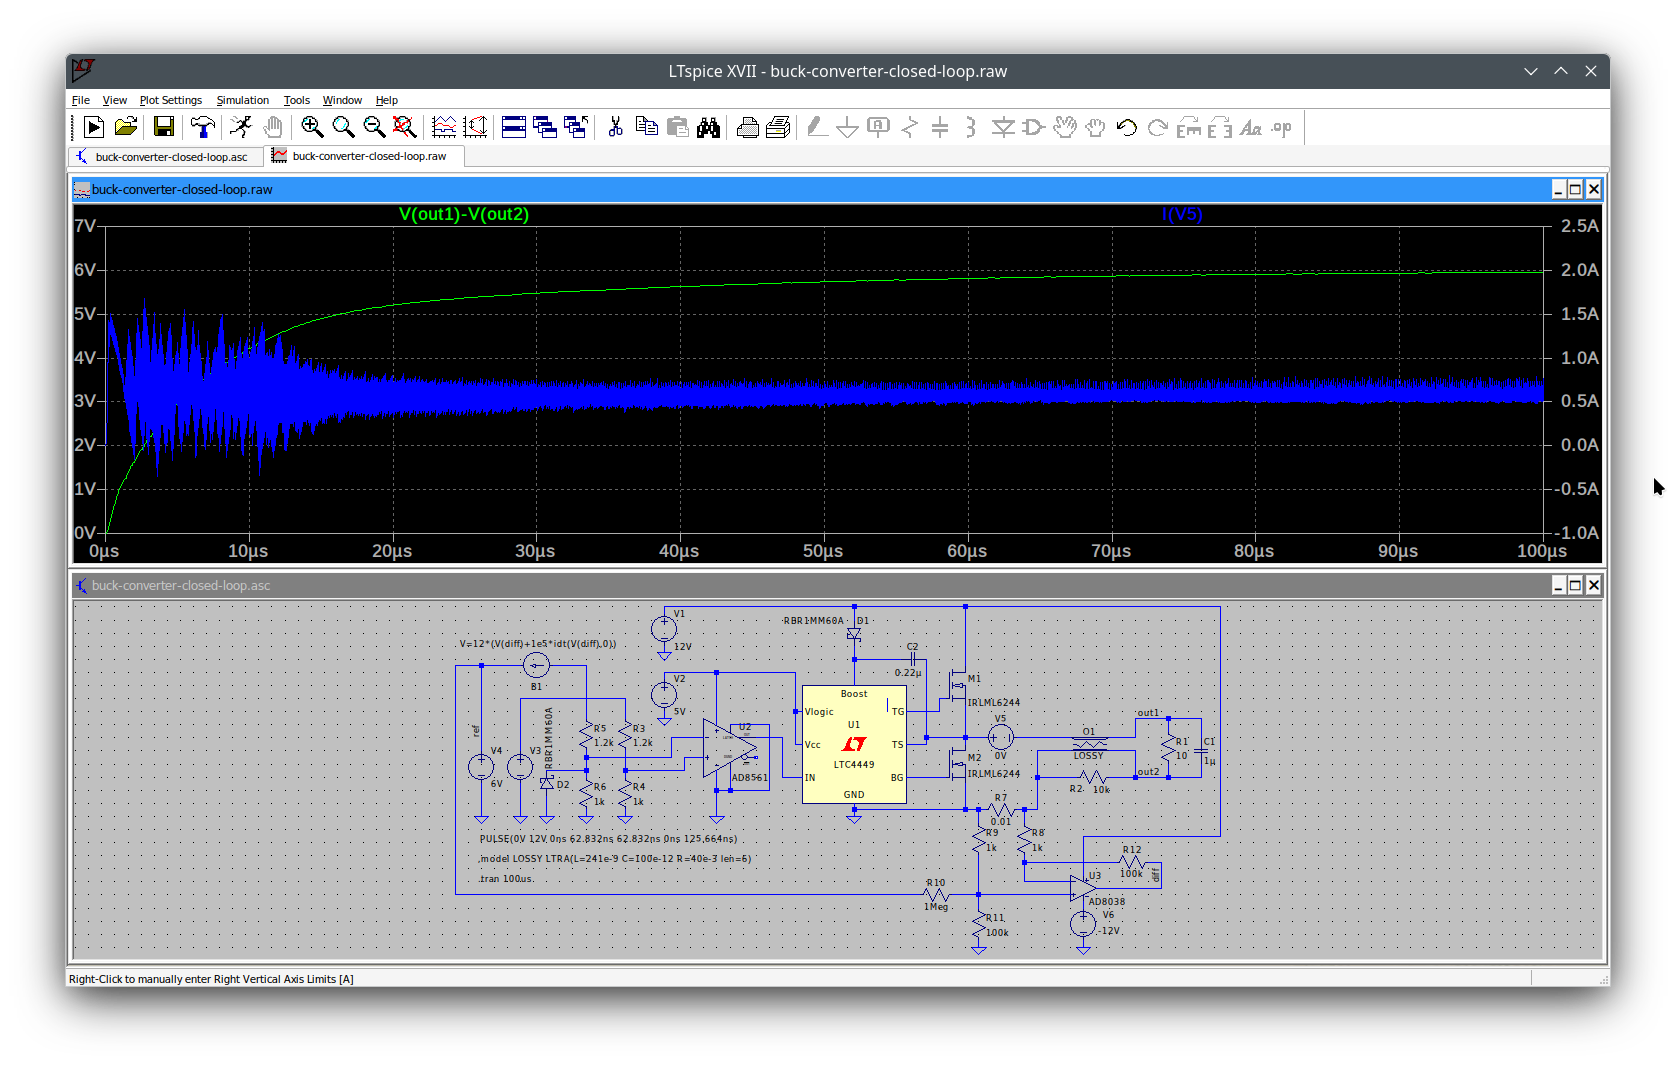 LTspice XVII - buck-converter-closed-loop.raw
File View Plot Settings Simulation Tools Window Help
buck-converter-closed-loop.asc buck-converter-closed-loop.raw
buck-converter-closed-loop.raw
V(out1)-V(out2) I(V5)
7V 2.5A
6V 2.0A
5V 1.5A
4V 1.0A
3V 0.5A
2V 0.0A
1V -0.5A
0V -1.0A
0µs 10µs 20µs 30µs 40µs 50µs 60µs 70µs 80µs 90µs 100µs
buck-converter-closed-loop.asc
V1
12V
RBR1MM60A D1
V=12*(V(diff)+1e5*idt(V(diff),0))
B1
C2
0.22µ
V2
5V
M1
IRLML6244
Boost
Vlogic
TG
U1
Vcc
TS
LTC4449
IN
BG
GND
V5
0V
out1
O1
LOSSY
R1
10
C1
1µ
out2
R2 10k
ref
RBR1MM60A
R5
1.2k
R3
1.2k
U2
AD8561
V4
6V
V3
D2
R6
1k
R4
1k
M2
IRLML6244
R7
0.01
R9
1k
R8
1k
R12
100k
diff
PULSE(0V 12V 0ns 62.832ns 62.832ns 0ns 125.664ns)
.model LOSSY LTRA(L=241e-9 C=100e-12 R=40e-3 len=6)
.tran 100us
R10
1Meg
U3
AD8038
R11
100k
V6
-12V
Right-Click to manually enter Right Vertical Axis Limits [A]